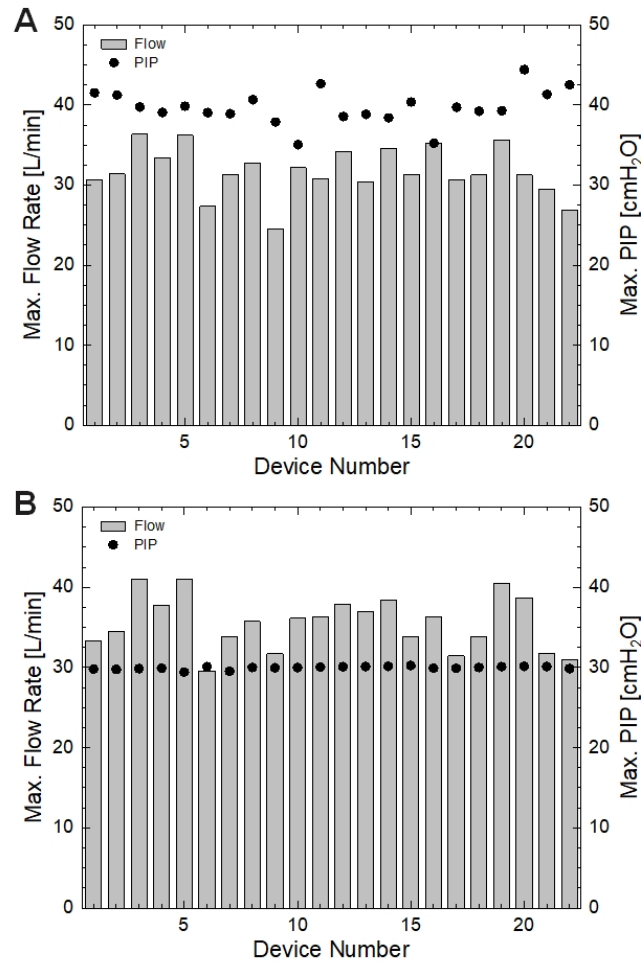 A
Flow
PIP
50
40
30
20
10
0
Max. Flow Rate [L/min]
50
40
30
20
10
0
Max. PIP [cmH₂O]
5
10
15
20
Device Number
B
Flow
PIP
50
40
30
20
10
0
Max. Flow Rate [L/min]
50
40
30
20
10
0
Max. PIP [cmH₂O]
5
10
15
20
Device Number